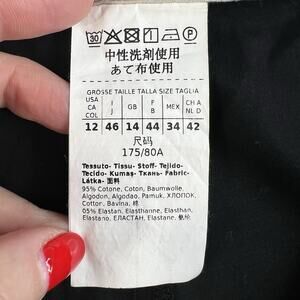 30
中性洗剤使用
あて布使用
GRÖSSE TAILLE TALLA SIZE TAGLIA
USA CA COL I J GB F B MEX CH A NL D
12 46 14 44 34 42
尺码
175/80A
Tessuto- Tissu- Stoff- Tejido-
Tecido- Kumaş- Ткань- Fabric-
Látka- 面料
95% Cotone, Coton, Baumwolle,
Algodon, Algodao, Pamuk, ХЛОПОК,
Cotton, Bavlna, 棉
05% Elastan, Elasthanne, Elasthan,
Elastano, ЕЛАСТАН, Elastane, 氨纶